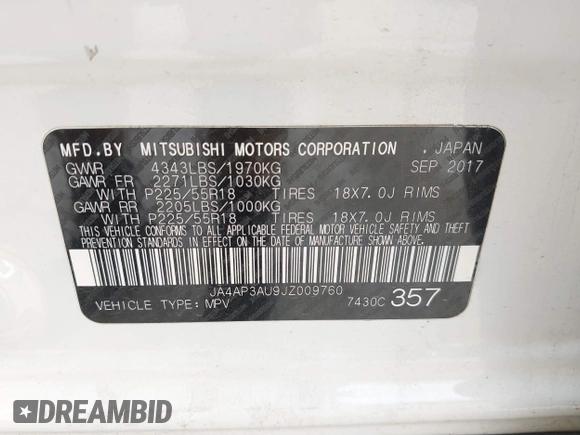 MFD.BY MITSUBISHI MOTORS CORPORATION . JAPAN
GVWR 4343LBS/1970KG SEP 2017
GAWR FR 2271LBS/1030KG
WITH P225/55R18 TIRES 18X7.0J RIMS
GAWR RR 2205LBS/1000KG
WITH P225/55R18 TIRES 18X7.0J RIMS
THIS VEHICLE CONFORMS TO ALL APPLICABLE FEDERAL MOTOR VEHICLE SAFETY
AND THEFT PREVENTION STANDARDS IN EFFECT ON THE DATE OF MANUFACTURE
SHOWN ABOVE.
JA4AP3AU9JZ009760
VEHICLE TYPE: MPV 7430C 357
DREAMBID